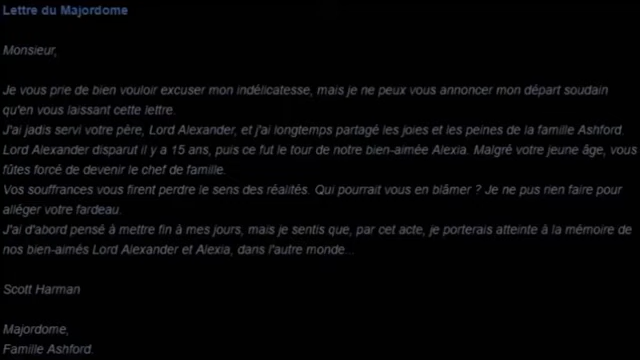 Lettre du Majordome
Monsieur,
Je vous prie de bien vouloir excuser mon indélicatesse, mais je ne peux vous annoncer mon départ soudain
qu'en vous laissant cette lettre.
J'ai jadis servi votre père, Lord Alexander, et j'ai longtemps partagé les joies et les peines de la famille Ashford.
Lord Alexander disparut il y a 15 ans, puis ce fut le tour de notre bien-aimée Alexia. Malgré votre jeune âge, vous
fûtes forcé de devenir le chef de famille.
Vos souffrances vous firent perdre le sens des réalités. Qui pourrait vous en blâmer ? Je ne pus rien faire pour
alléger votre fardeau.
J'ai d'abord pensé à mettre fin à mes jours, mais je sentis que, par cet acte, je porterais atteinte à la mémoire de
nos bien-aimés Lord Alexander et Alexia, dans l'autre monde...
Scott Harman
Majordome,
Famille Ashford.